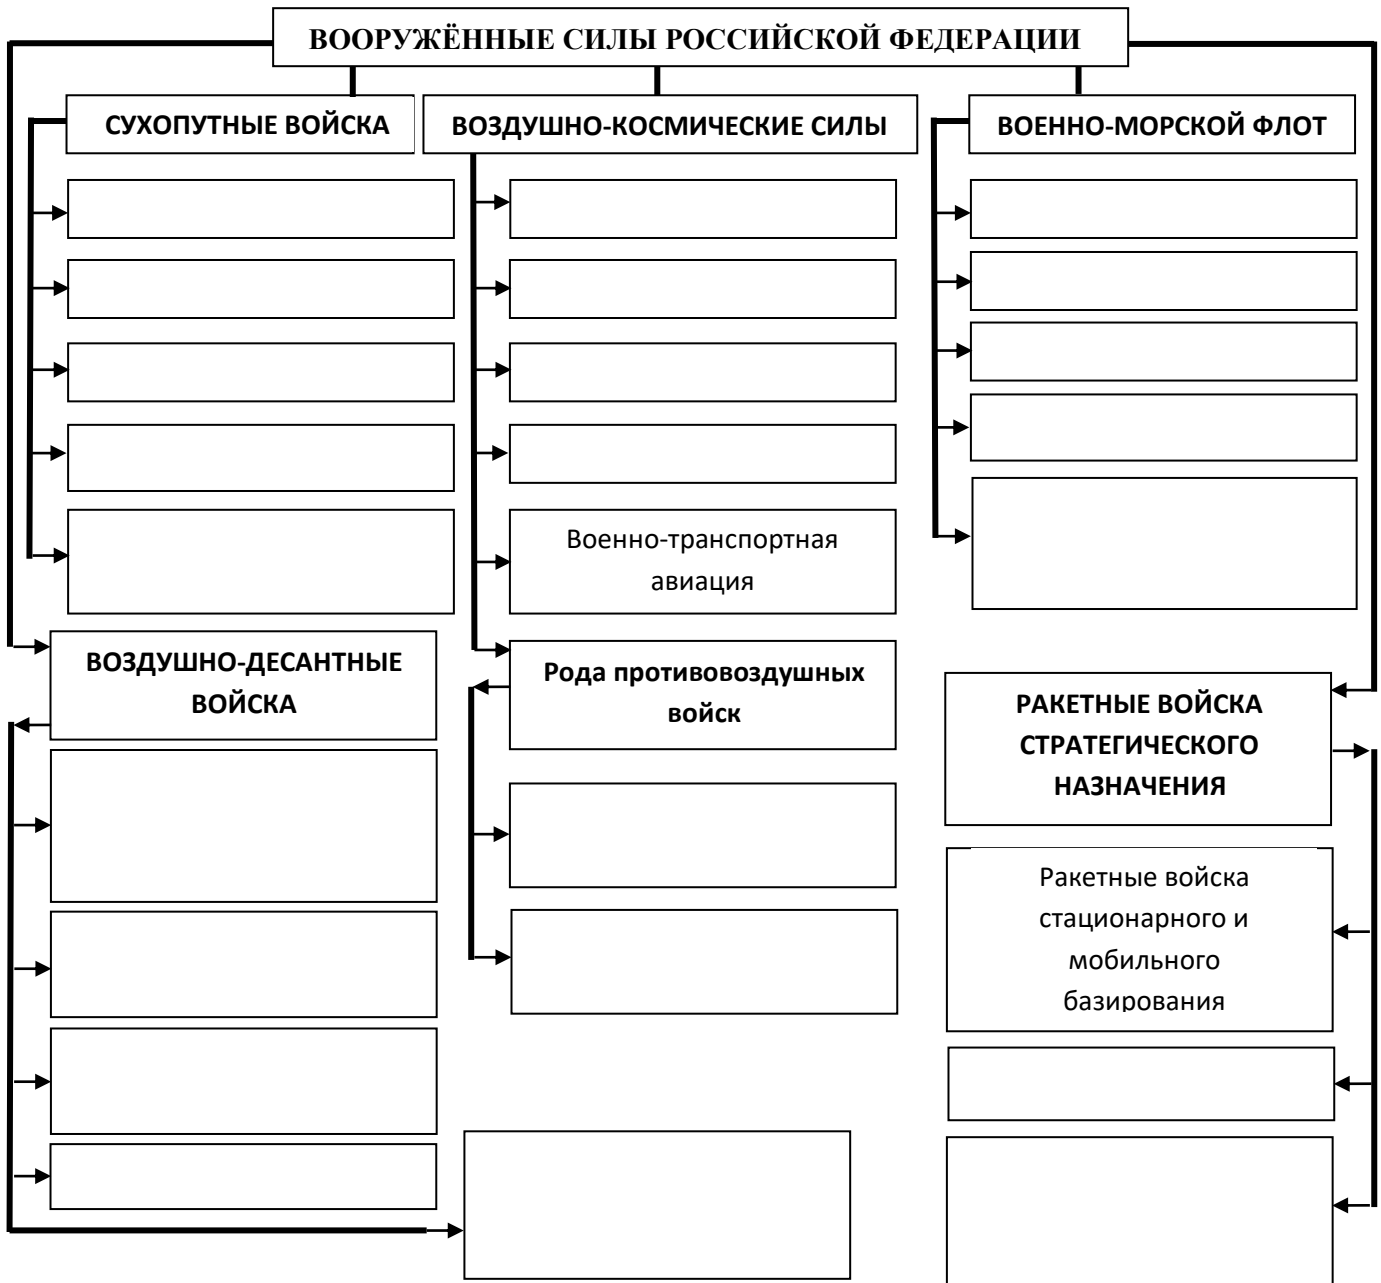 ВООРУЖЁННЫЕ СИЛЫ РОССИЙСКОЙ ФЕДЕРАЦИИ
СУХОПУТНЫЕ ВОЙСКА
ВОЗДУШНО-КОСМИЧЕСКИЕ СИЛЫ
ВОЕННО-МОРСКОЙ ФЛОТ
Военно-транспортная
авиация
ВОЗДУШНО-ДЕСАНТНЫЕ
ВОЙСКА
Рода противовоздушных
войск
РАКЕТНЫЕ ВОЙСКА
СТРАТЕГИЧЕСКОГО
НАЗНАЧЕНИЯ
Ракетные войска
стационарного и
мобильного
базирования